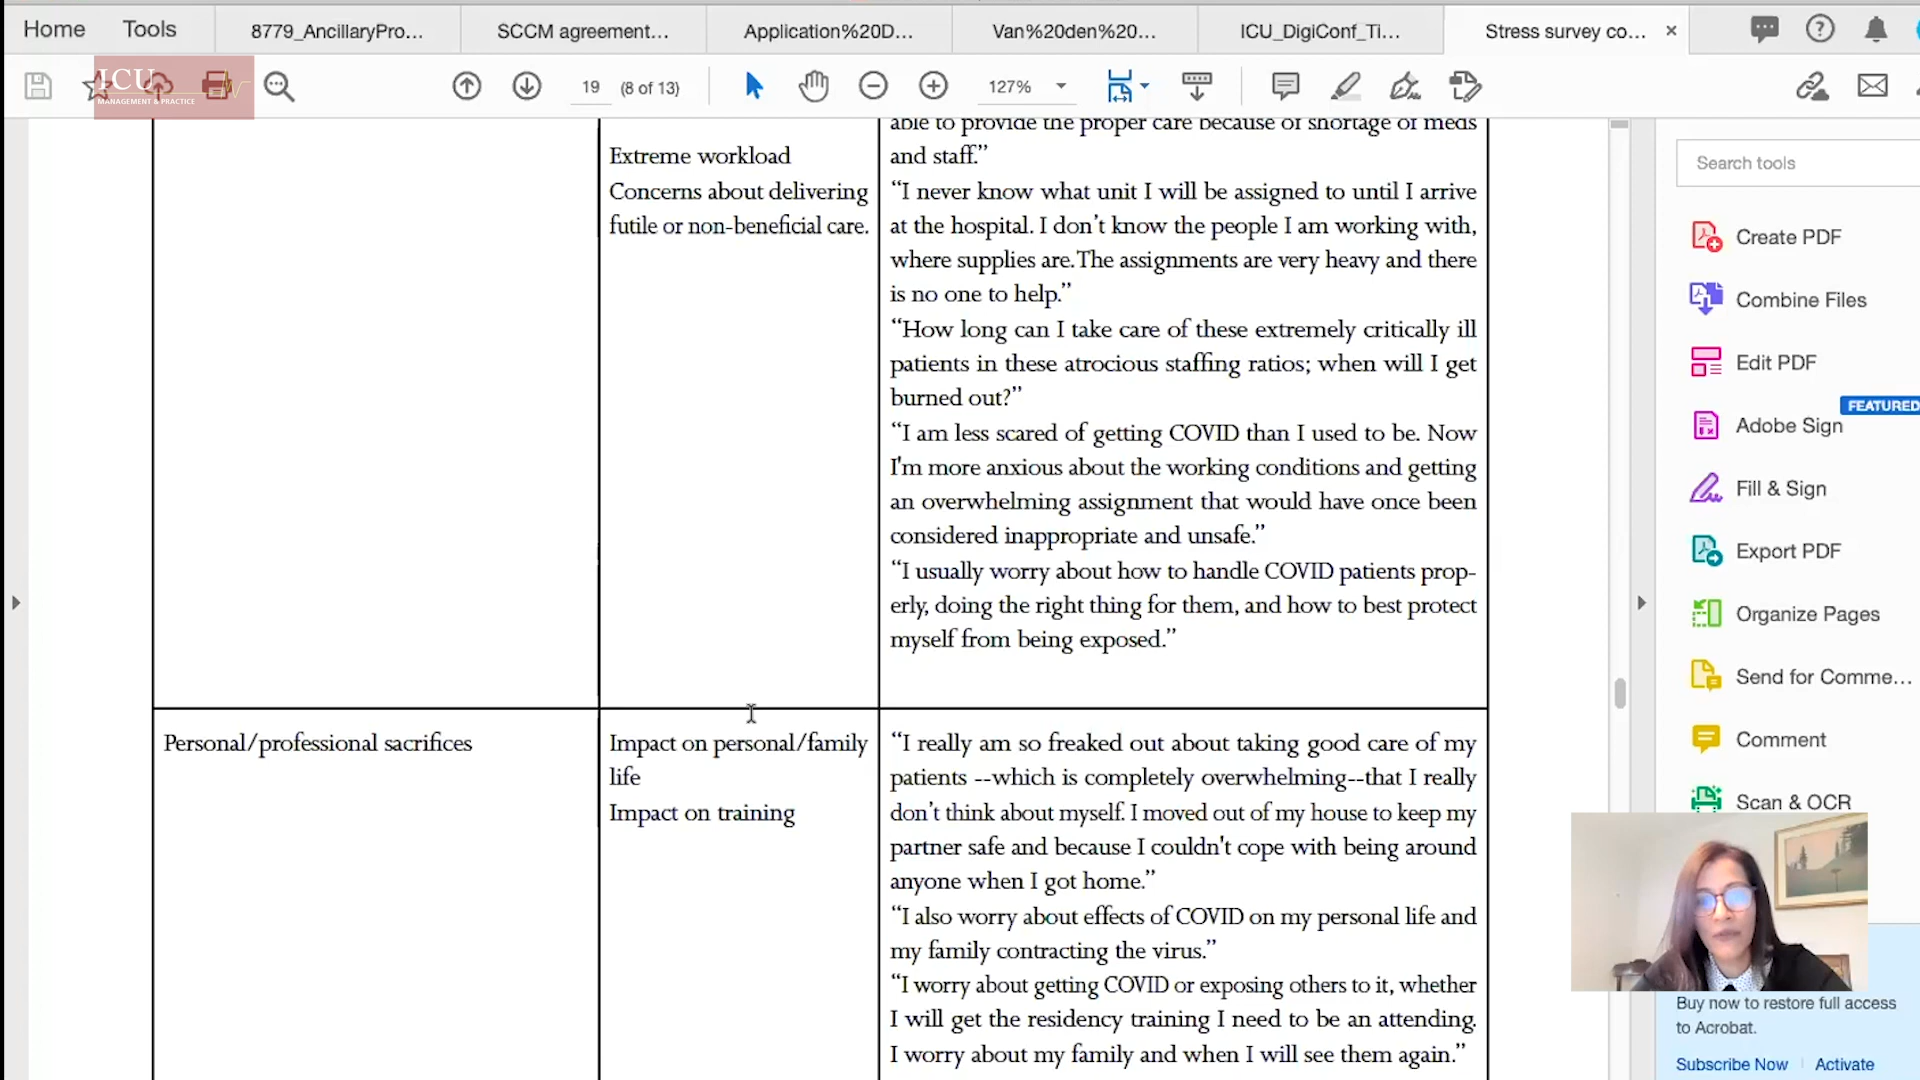 Home
Tools
8779_AncillaryPro...
SCCM agreement...
Application%20D...
Van%20den%20...
ICU_DigiConf_Ti...
Stress survey co...
ICU
MANAGEMENT & PRACTICE
19 (8 of 13)
127%
Extreme workload
Concerns about delivering
futile or non-beneficial care.
able to provide the proper care because of shortage of meds
and staff.”
“I never know what unit I will be assigned to until I arrive
at the hospital. I don’t know the people I am working with,
where supplies are.The assignments are very heavy and there
is no one to help.”
“How long can I take care of these extremely critically ill
patients in these atrocious staffing ratios; when will I get
burned out?”
“I am less scared of getting COVID than I used to be. Now
I'm more anxious about the working conditions and getting
an overwhelming assignment that would have once been
considered inappropriate and unsafe.”
“I usually worry about how to handle COVID patients prop-
erly, doing the right thing for them, and how to best protect
myself from being exposed.”
Personal/professional sacrifices
Impact on personal/family
life
Impact on training
“I really am so freaked out about taking good care of my
patients --which is completely overwhelming--that I really
don’t think about myself. I moved out of my house to keep my
partner safe and because I couldn't cope with being around
anyone when I got home.”
“I also worry about effects of COVID on my personal life and
my family contracting the virus.”
“I worry about getting COVID or exposing others to it, whether
I will get the residency training I need to be an attending.
I worry about my family and when I will see them again.”
Search tools
Create PDF
Combine Files
Edit PDF
FEATURED
Adobe Sign
Fill & Sign
Export PDF
Organize Pages
Send for Comme...
Comment
Scan & OCR
Buy now to restore full access
to Acrobat.
Subscribe Now
Activate